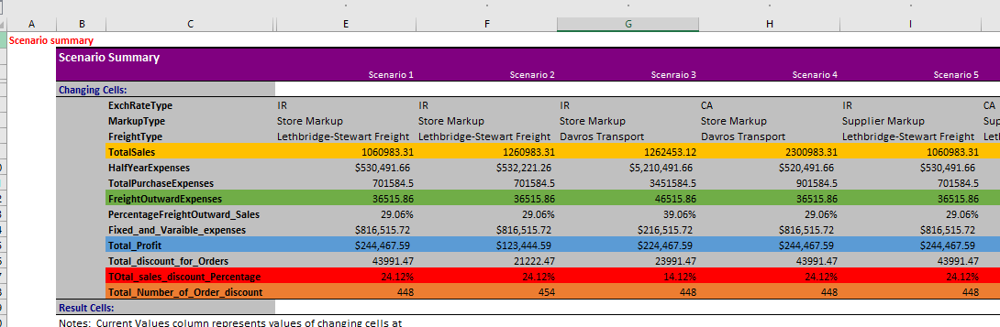 A B C E F G H I
Scenario summary
Scenario Summary
Scenario 1 Scenario 2 Scenraio 3 Scenario 4 Scenario 5
Changing Cells:
ExchRateType IR IR IR CA IR CA
MarkupType Store Markup Store Markup Store Markup Store Markup Supplier Markup Sup
FreightType Lethbridge-Stewart Freight Lethbridge-Stewart Freight Davros Transport Davros Transport Lethbridge-Stewart Freight Let
TotalSales 1060983.31 1260983.31 1262453.12 2300983.31 1060983.31
HalfYearExpenses $530,491.66 $532,221.26 $5,210,491.66 $520,491.66 $530,491.66
TotalPurchaseExpenses 701584.5 701584.5 3451584.5 901584.5 701584.5
FreightOutwardExpenses 36515.86 36515.86 46515.86 36515.86 36515.86
PercentageFreightOutward_Sales 29.06% 29.06% 39.06% 29.06% 29.06%
Fixed_and_Varaible_expenses $816,515.72 $816,515.72 $216,515.72 $816,515.72 $816,515.72
Total_Profit $244,467.59 $123,444.59 $224,467.59 $244,467.59 $244,467.59
Total_discount_for_Orders 43991.47 21222.47 23991.47 43991.47 43991.47
TOtal_sales_discount_Percentage 24.12% 24.12% 14.12% 24.12% 24.12%
Total_Number_of_Order_discount 448 454 448 448 448
Result Cells:
Notes: Current Values column represents values of changing cells at